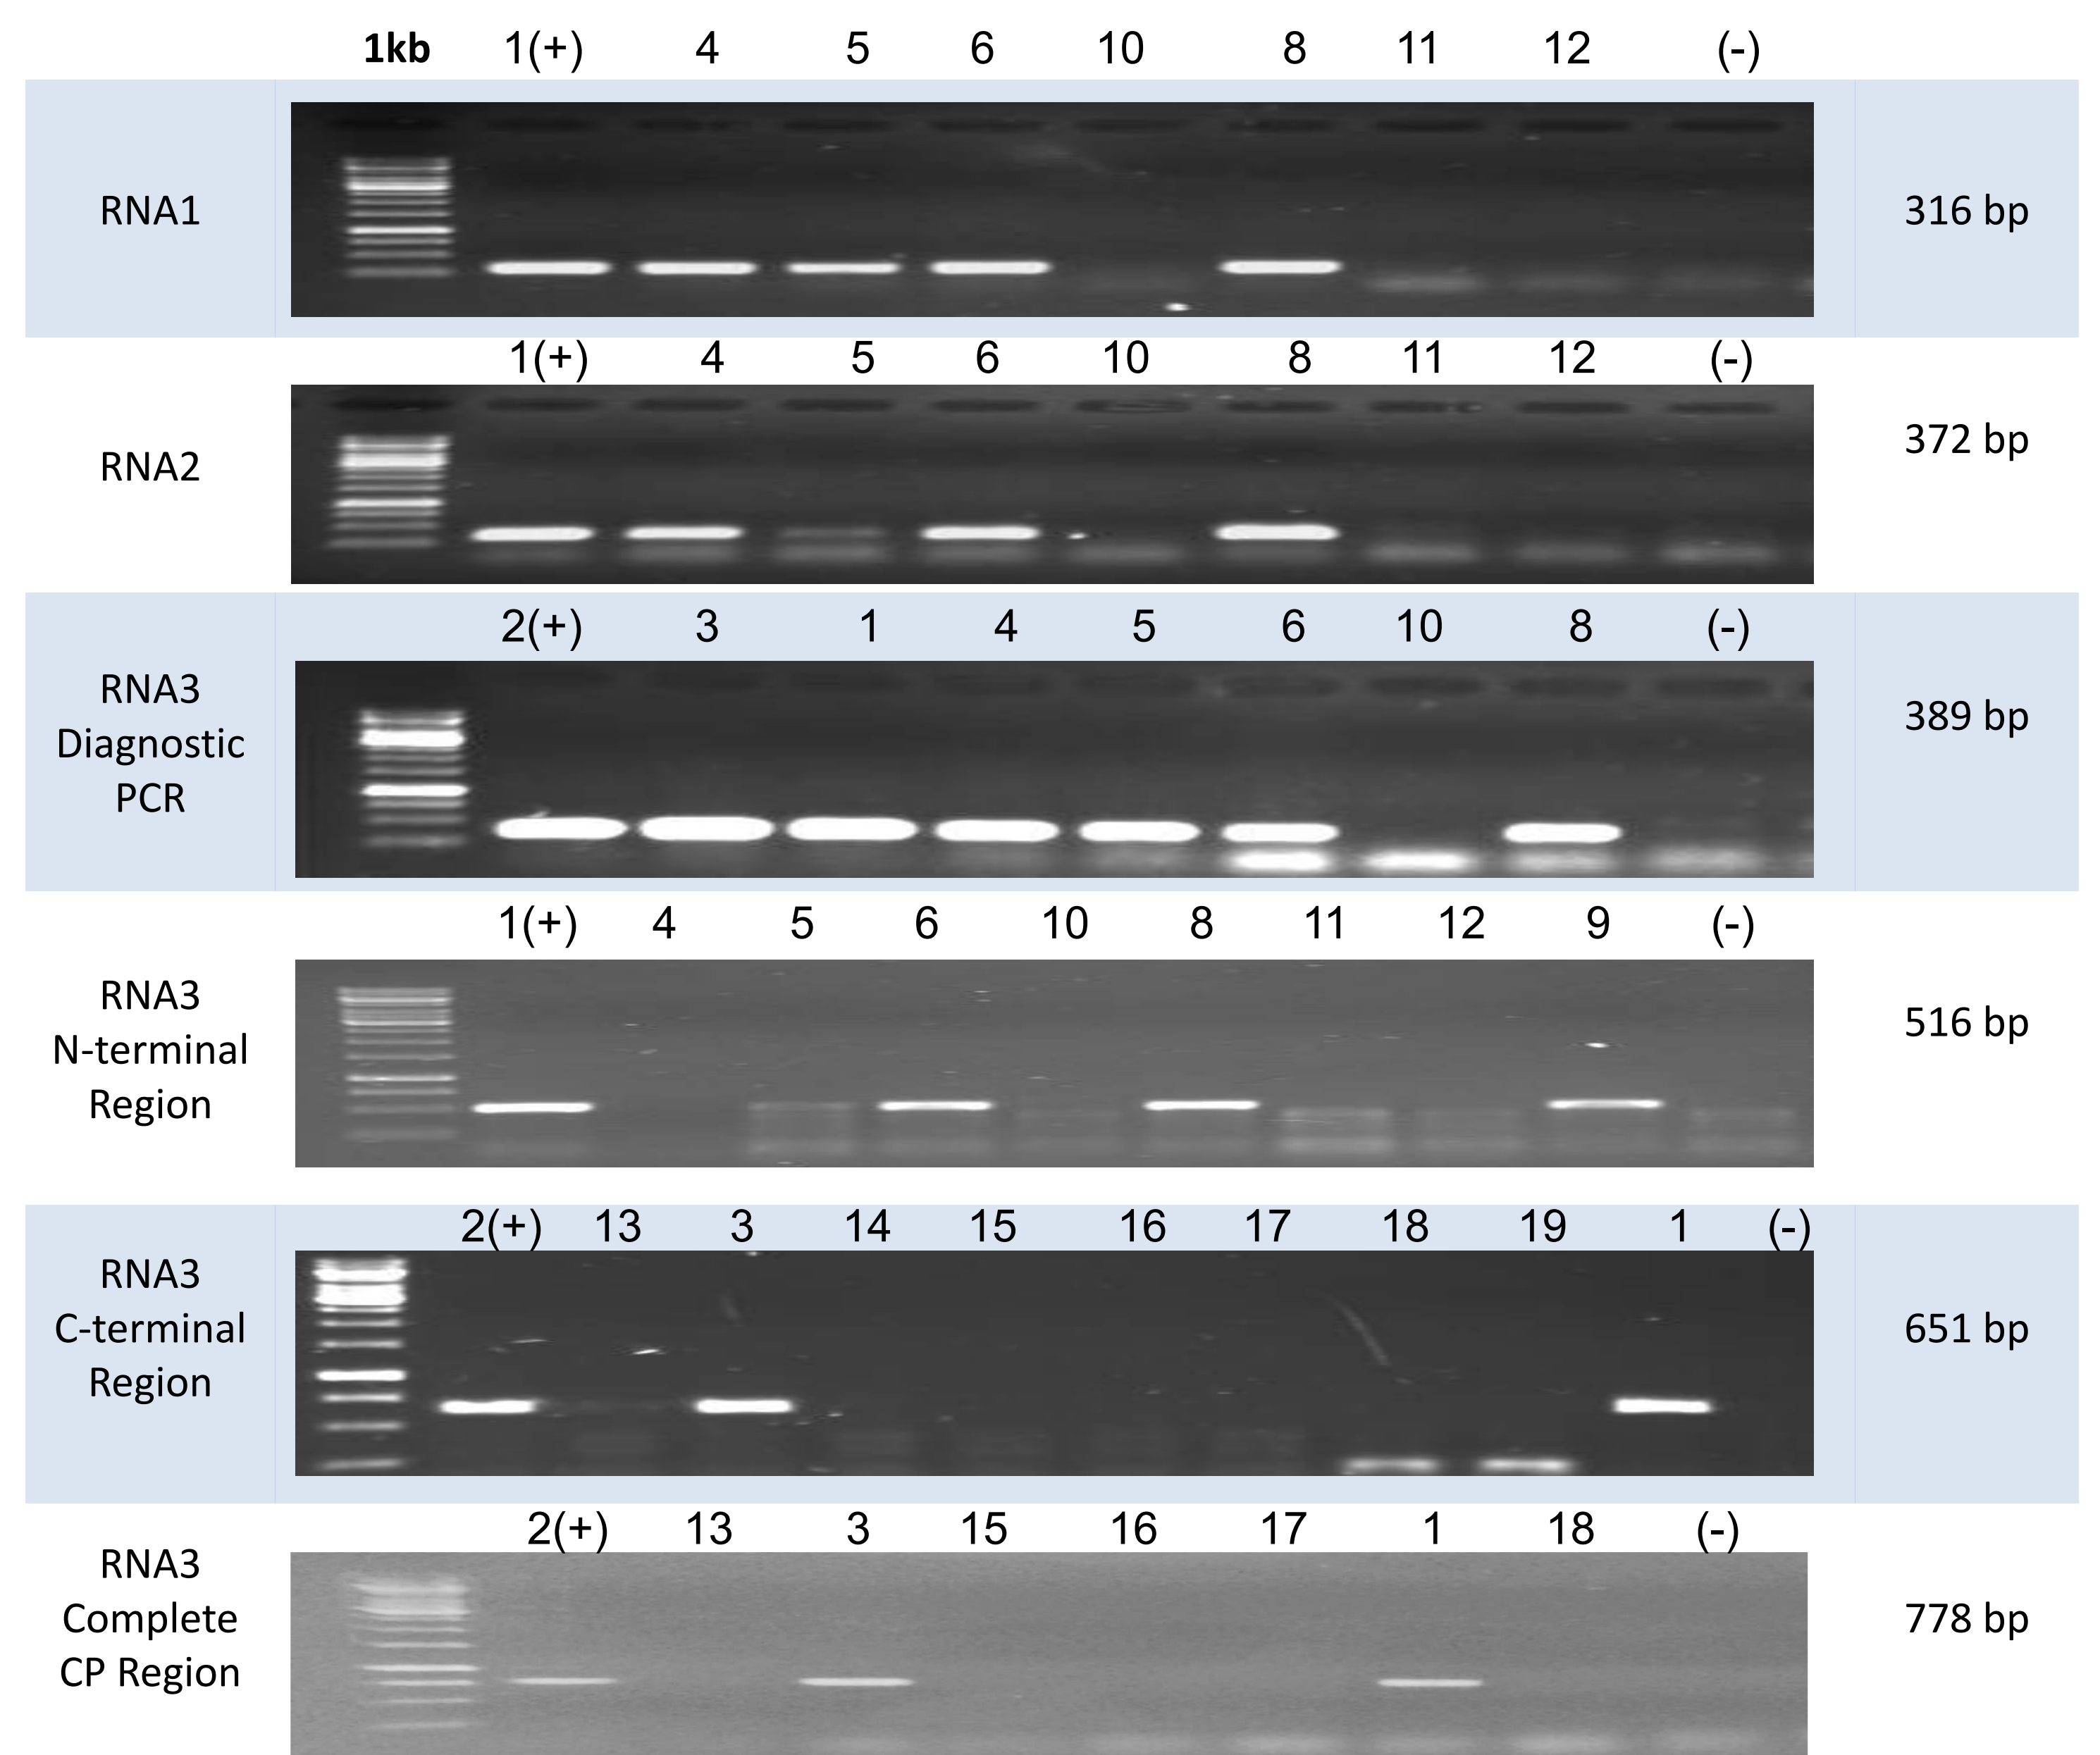 1kb 1(+) 4 5 6 10 8 11 12 (-)
RNA1
316 bp
1(+) 4 5 6 10 8 11 12 (-)
RNA2
372 bp
2(+) 3 1 4 5 6 10 8 (-)
RNA3
Diagnostic
PCR
389 bp
1(+) 4 5 6 10 8 11 12 9 (-)
RNA3
N-terminal
Region
516 bp
2(+) 13 3 14 15 16 17 18 19 1 (-)
RNA3
C-terminal
Region
651 bp
2(+) 13 3 15 16 17 1 18 (-)
RNA3
Complete
CP Region
778 bp